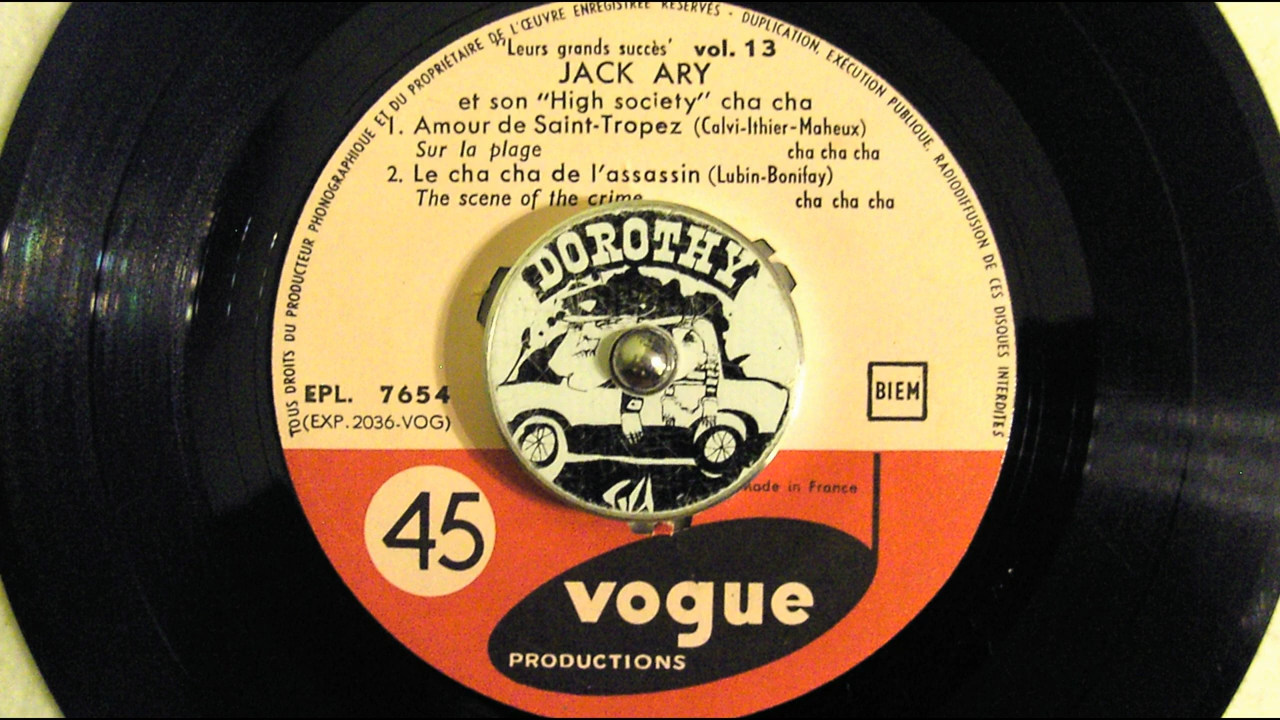 TOUS DROITS DU PRODUCTEUR PHONOGRAPHIQUE ET DU PROPRIÉTAIRE DE L'ŒUVRE ENREGISTRÉE RÉSERVÉS - DUPLICATION, EXÉCUTION PUBLIQUE, RADIODIFFUSION DE CES DISQUES INTERDITES
"Leurs grands succès' vol. 13
JACK ARY
et son "High society" cha cha
1. Amour de Saint-Tropez (Calvi-Ithier-Maheux)
Sur la plage cha cha cha
2. Le cha cha de l'assassin (Lubin-Bonifay)
The scene of the crime cha cha cha
DOROTHY
EPL. 7654
(EXP. 2036-VOG)
BIEM
45
Made in France
vogue
PRODUCTIONS